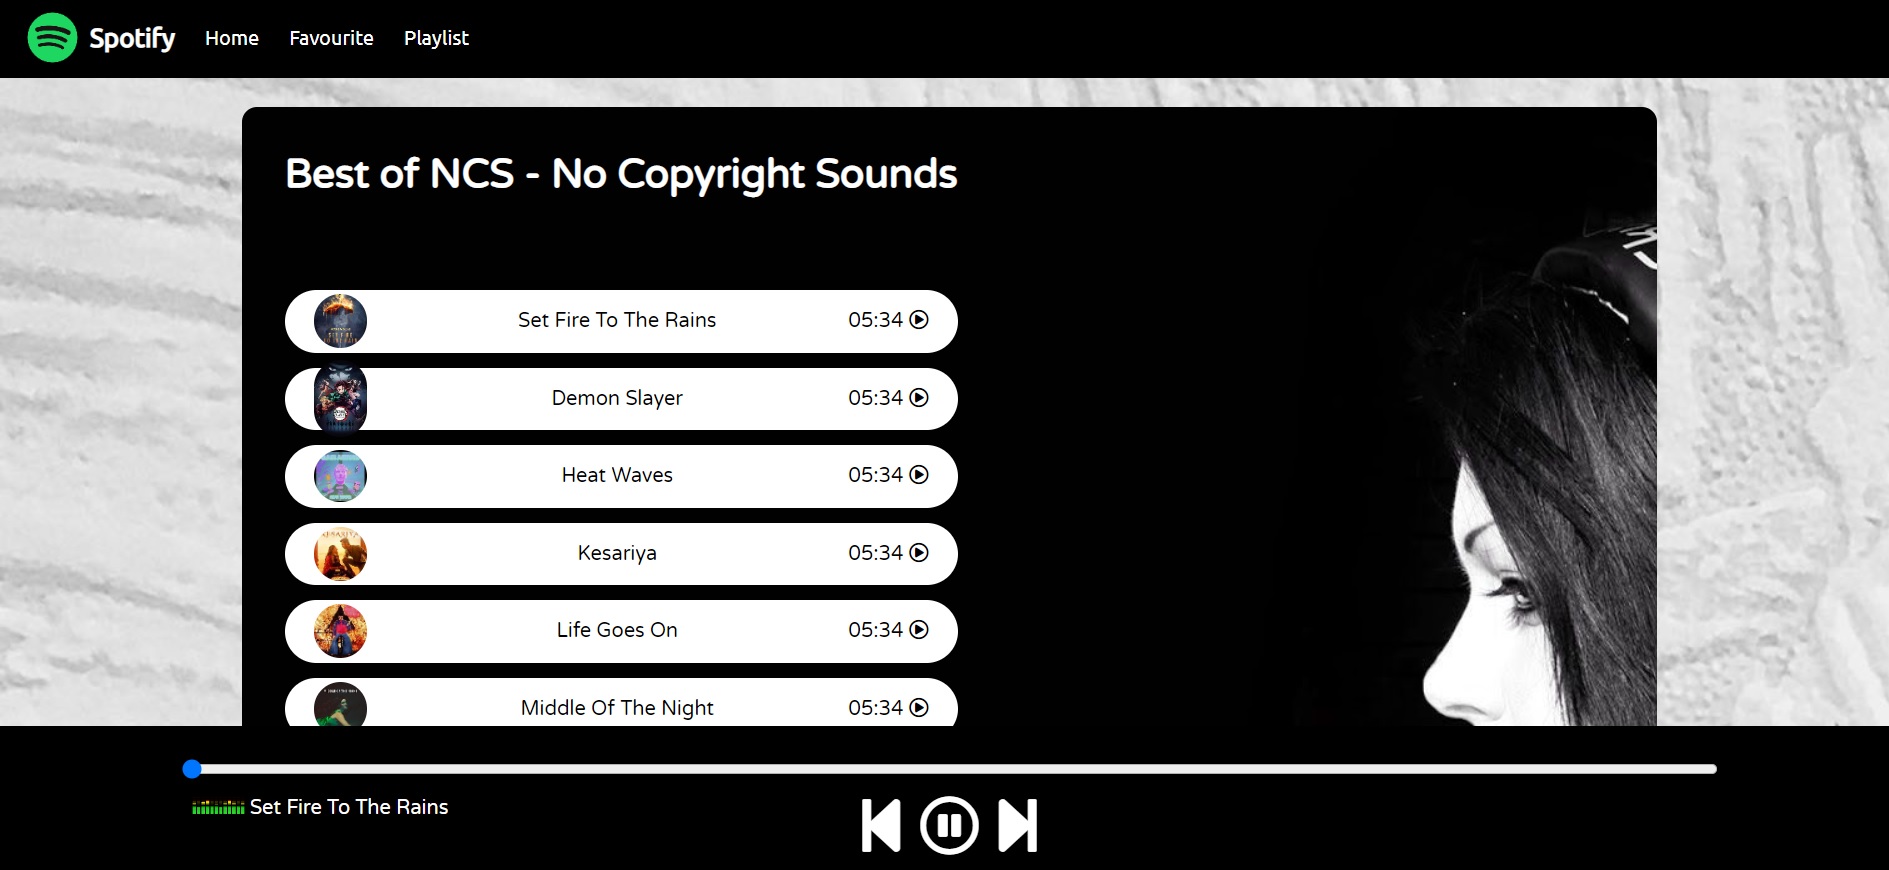 Spotify Home Favourite Playlist
Best of NCS - No Copyright Sounds
Set Fire To The Rains 05:34
Demon Slayer 05:34
Heat Waves 05:34
Kesariya 05:34
Life Goes On 05:34
Middle Of The Night 05:34
Set Fire To The Rains